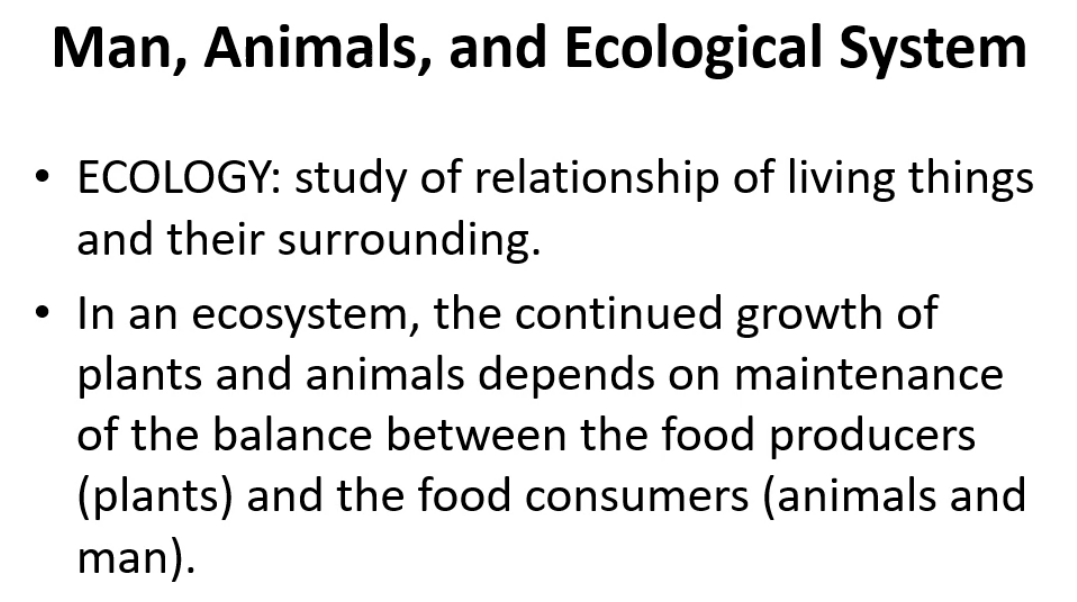 Man, Animals, and Ecological System
• ECOLOGY: study of relationship of living things
and their surrounding.
• In an ecosystem, the continued growth of
plants and animals depends on maintenance
of the balance between the food producers
(plants) and the food consumers (animals and
man).